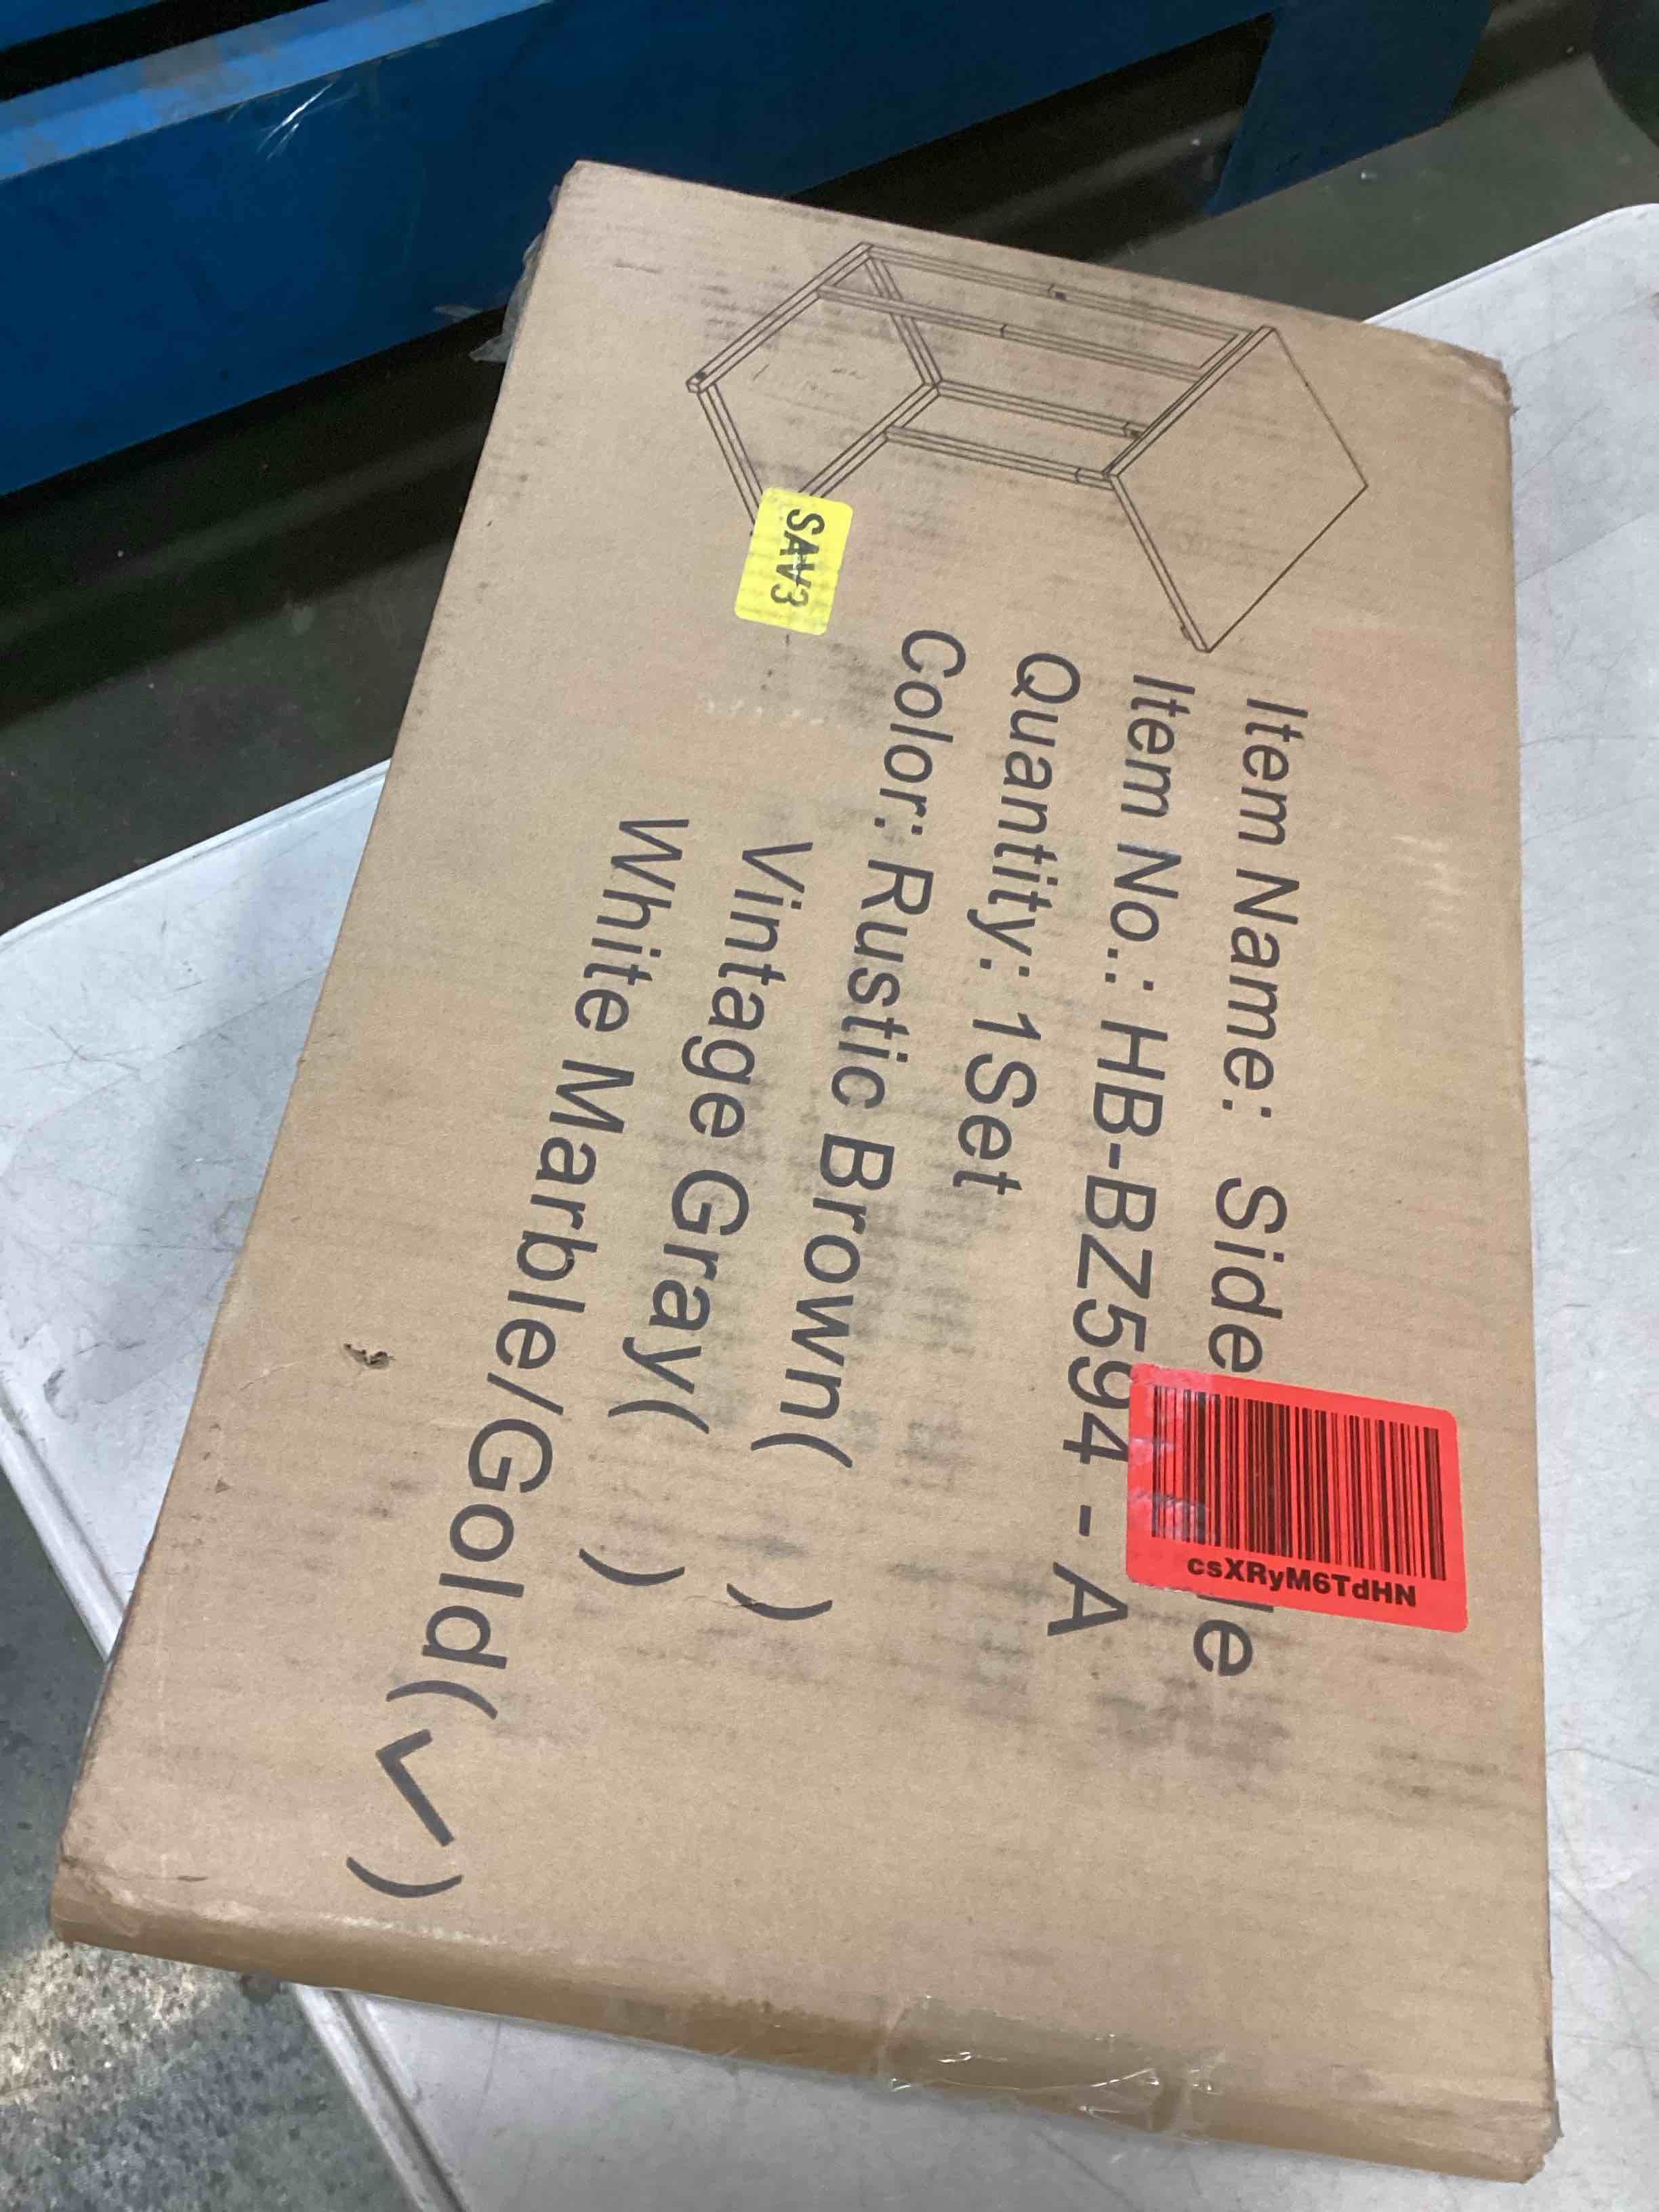 Item Name: Side le
Item No.: HB-BZ594 - A
Quantity: 1Set
Color: Rustic Brown( )
Vintage Gray( )
White Marble/Gold(✓)
SAV3
csXRyM6TdHN